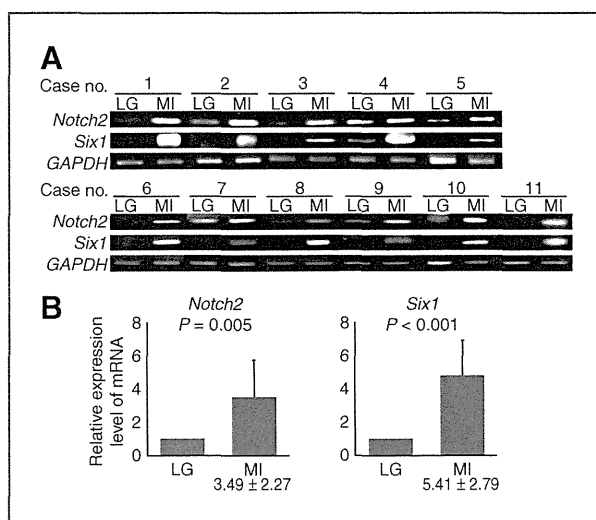 A
Case no. 1 2 3 4 5
LG MI LG MI LG MI LG MI LG MI
Notch2
Six1
GAPDH
Case no. 6 7 8 9 10 11
LG MI LG MI LG MI LG MI LG MI LG MI
Notch2
Six1
GAPDH
B
Relative expression
level of mRNA
Notch2
P = 0.005
8
6
4
2
0
LG MI
3.49 ± 2.27
Six1
P < 0.001
8
6
4
2
0
LG MI
5.41 ± 2.79